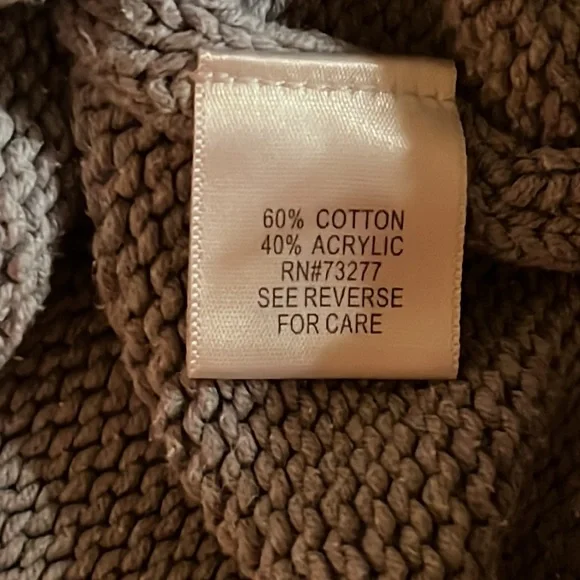 60% COTTON
40% ACRYLIC
RN#73277
SEE REVERSE
FOR CARE